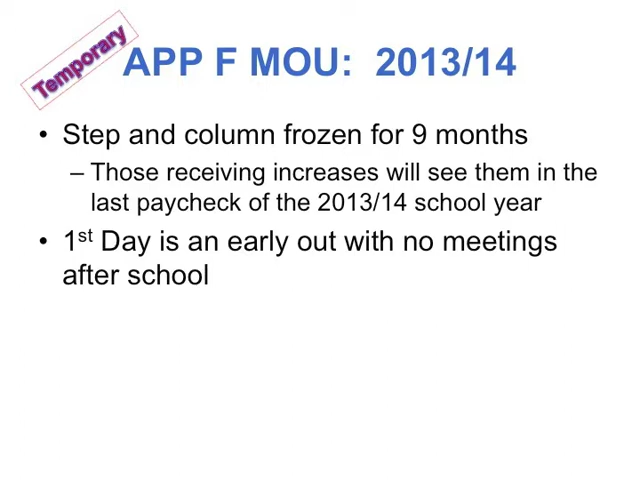 Temporary
APP F MOU: 2013/14
• Step and column frozen for 9 months
– Those receiving increases will see them in the
last paycheck of the 2013/14 school year
• 1st Day is an early out with no meetings
after school